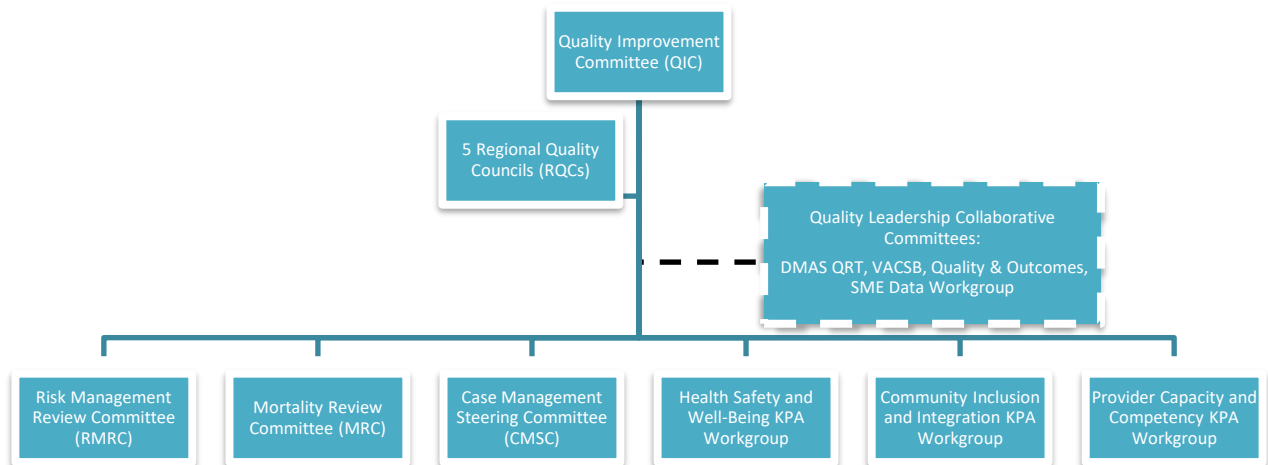 Quality Improvement
Committee (QIC)
5 Regional Quality
Councils (RQCs)
Quality Leadership Collaborative
Committees:
DMAS QRT, VACSB, Quality & Outcomes,
SME Data Workgroup
Risk Management
Review Committee
(RMRC)
Mortality Review
Committee (MRC)
Case Management
Steering Committee
(CMSC)
Health Safety and
Well-Being KPA
Workgroup
Community Inclusion
and Integration KPA
Workgroup
Provider Capacity and
Competency KPA
Workgroup